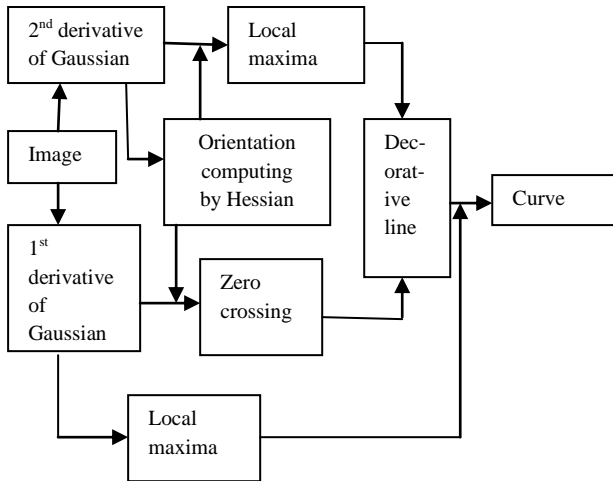 2nd derivative
of Gaussian
Local
maxima
Image
Orientation
computing
by Hessian
Dec-
orat-
ive
line
Curve
1st
derivative
of
Gaussian
Zero
crossing
Local
maxima